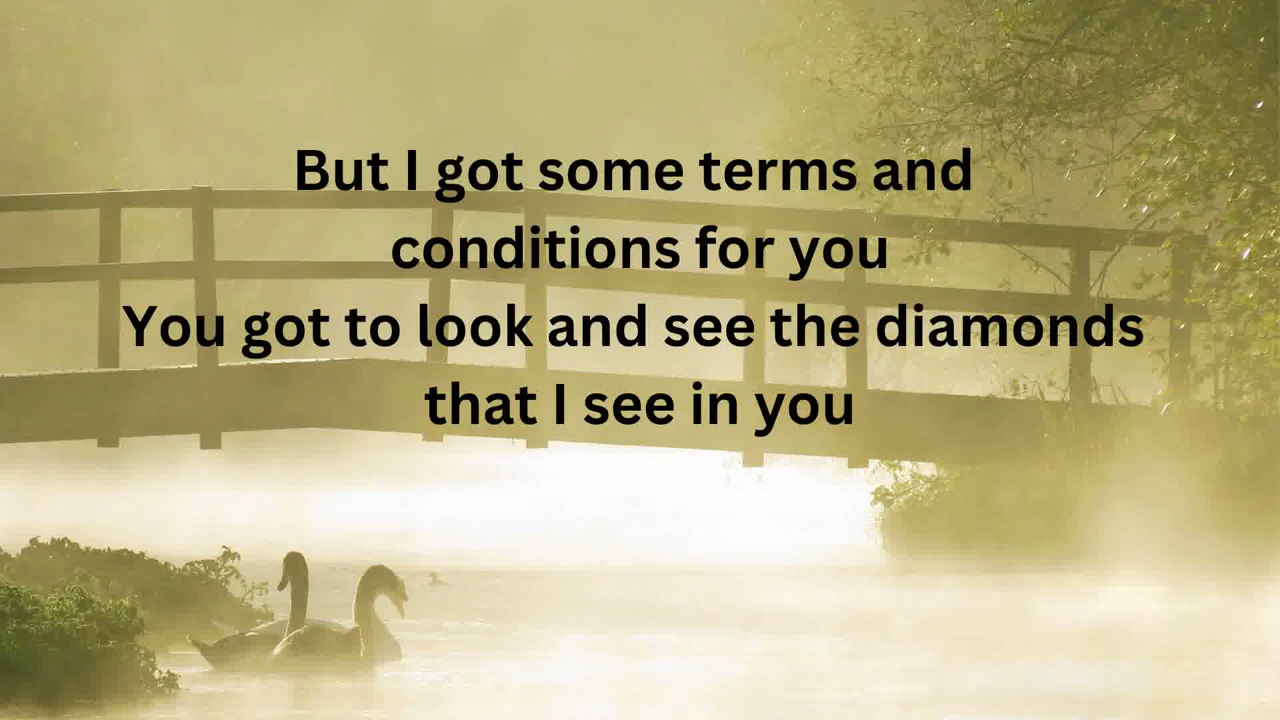 But I got some terms and
conditions for you
You got to look and see the diamonds
that I see in you